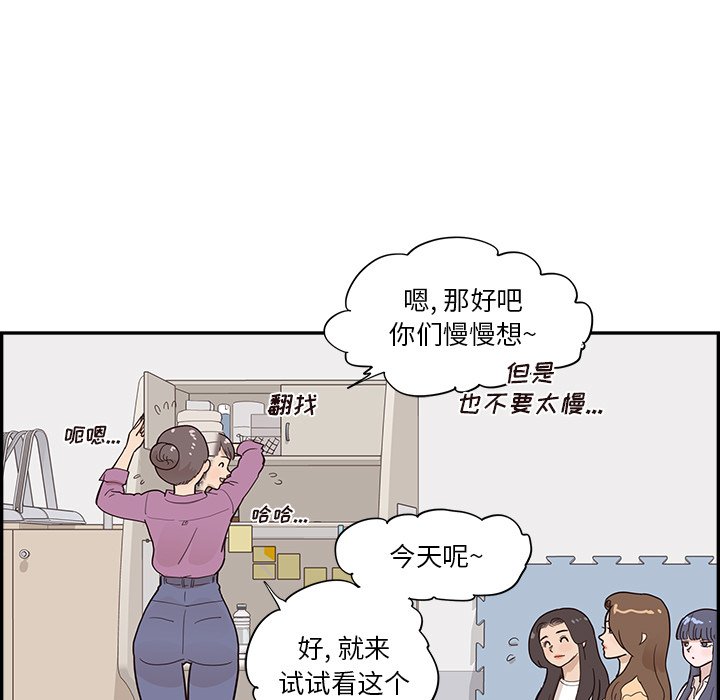 嗯, 那好吧
你们慢慢想~
但是
也不要太慢...
翻找
呃嗯...
哈哈...
今天呢~
好, 就来
试试看这个